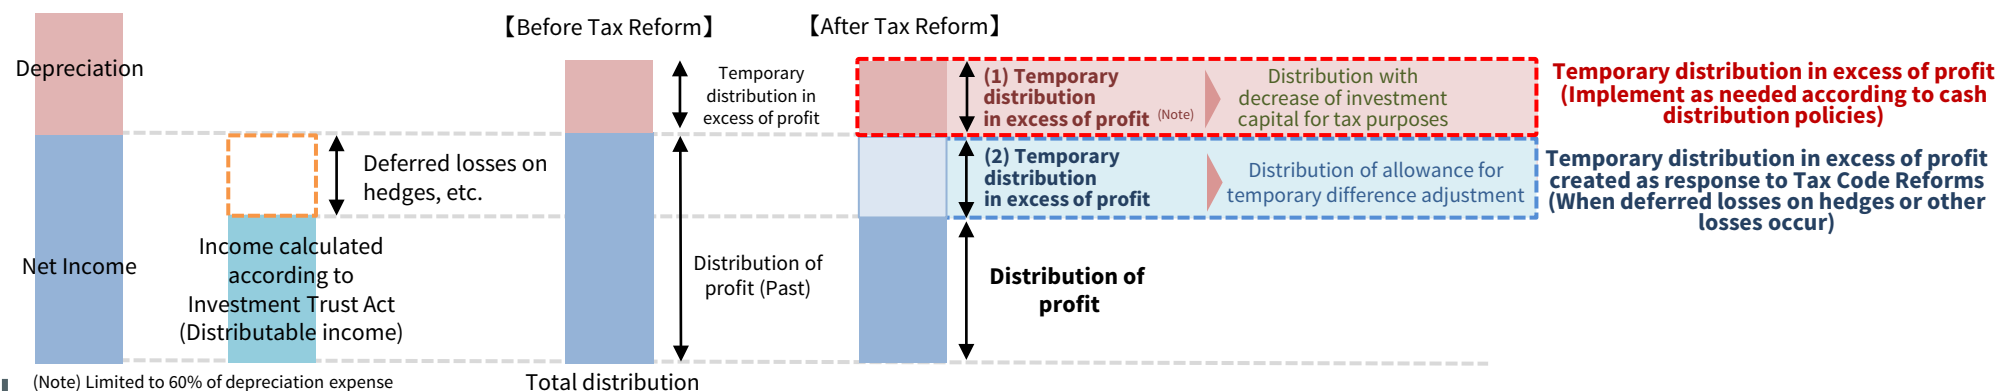 【Before Tax Reform】
【After Tax Reform】
Depreciation
Net Income
Deferred losses on
hedges, etc.
Income calculated
according to
Investment Trust Act
(Distributable income)
Temporary
distribution in
excess of profit
Distribution of
profit (Past)
Total distribution
(1) Temporary
distribution
in excess of profit (Note)
Distribution with
decrease of investment
capital for tax purposes
Temporary distribution in excess of profit
(Implement as needed according to cash
distribution policies)
(2) Temporary
distribution
in excess of profit
Distribution of allowance for
temporary difference adjustment
Temporary distribution in excess of profit
created as response to Tax Code Reforms
(When deferred losses on hedges or other
losses occur)
Distribution of
profit
(Note) Limited to 60% of depreciation expense